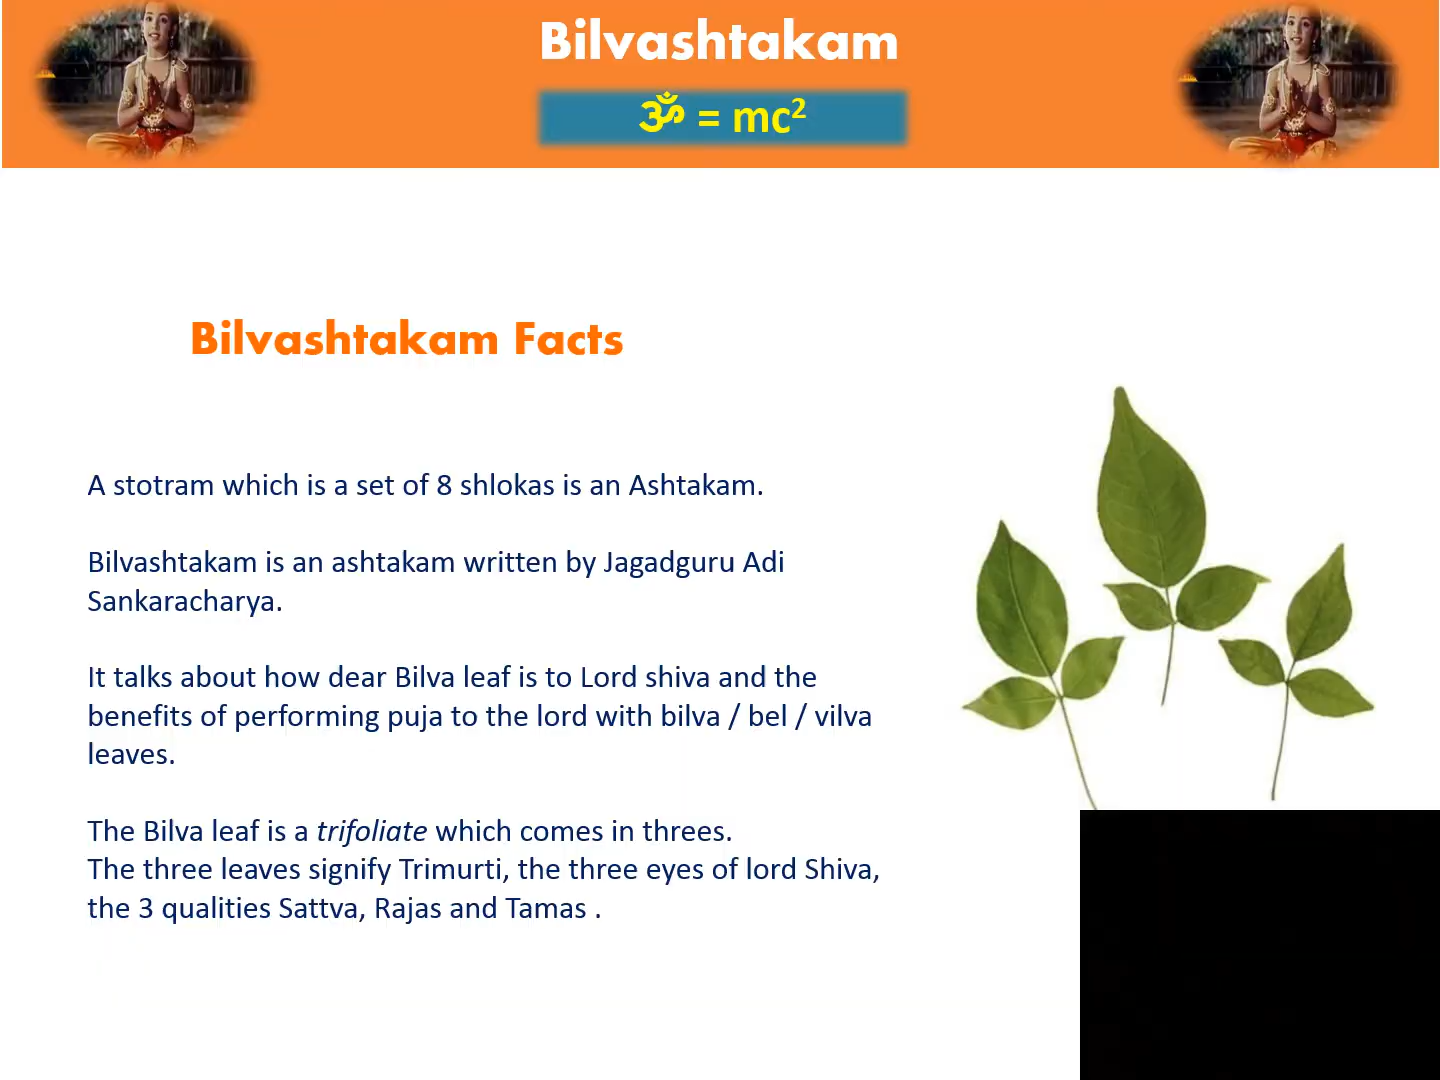 Bilvashtakam
ॐ = mc²
Bilvashtakam Facts
A stotram which is a set of 8 shlokas is an Ashtakam.
Bilvashtakam is an ashtakam written by Jagadguru Adi
Sankaracharya.
It talks about how dear Bilva leaf is to Lord shiva and the
benefits of performing puja to the lord with bilva / bel / vilva
leaves.
The Bilva leaf is a trifoliate which comes in threes.
The three leaves signify Trimurti, the three eyes of lord Shiva,
the 3 qualities Sattva, Rajas and Tamas .